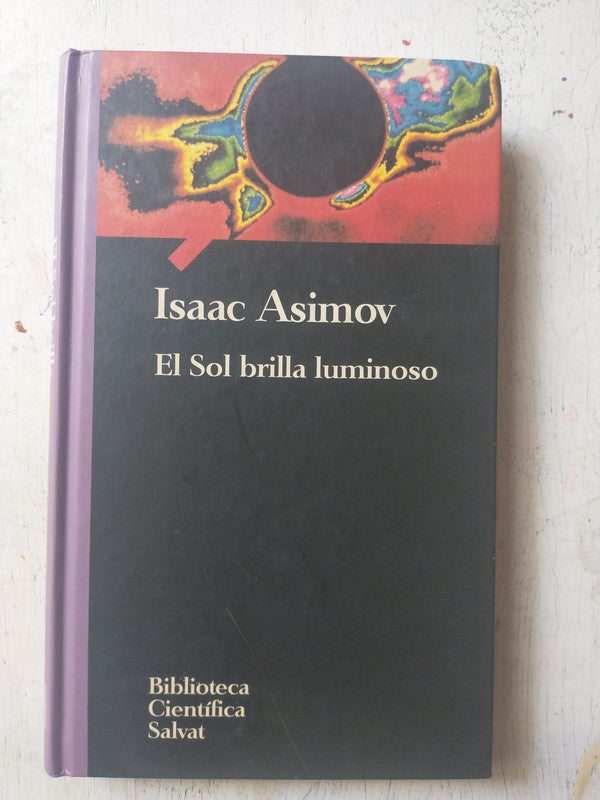 Isaac Asimov
El Sol brilla luminoso
Biblioteca
Científica
Salvat